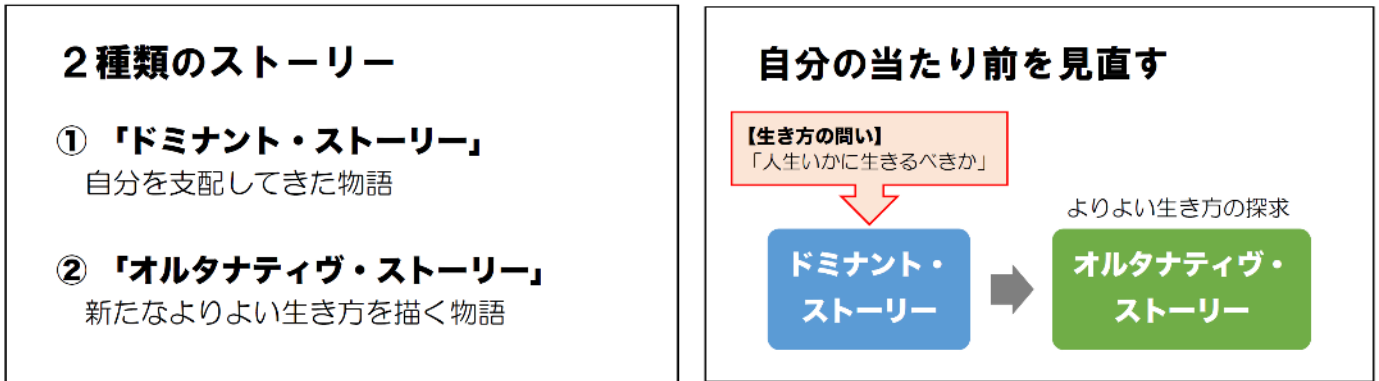 ２種類のストーリー
① 「ドミナント・ストーリー」
自分を支配してきた物語
② 「オルタナティヴ・ストーリー」
新たなよりよい生き方を描く物語
自分の当たり前を見直す
【生き方の問い】
「人生いかに生きるべきか」
よりよい生き方の探求
ドミナント・
ストーリー
オルタナティヴ・
ストーリー